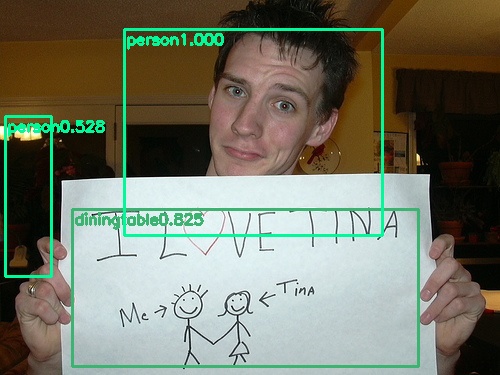 person1.000
person0.528
diningtable0.825
I L♡VE TINA
Me → ← TINA